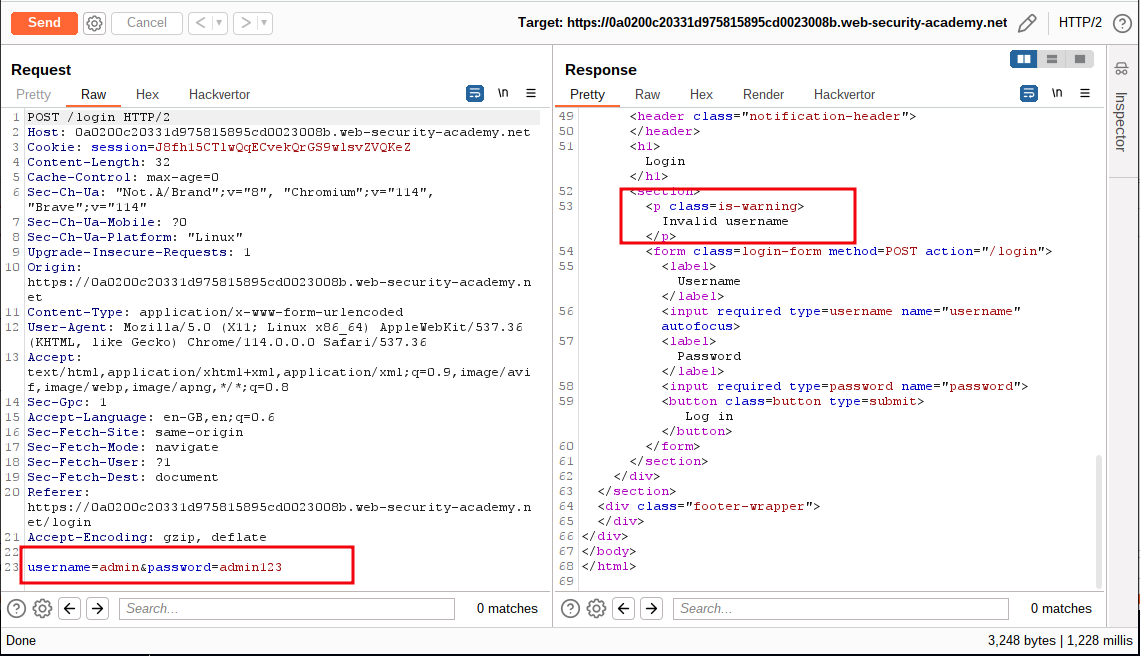 Send Cancel < > Target: https://0a0200c20331d975815895cd0023008b.web-security-academy.net HTTP/2
Request
Pretty Raw Hex Hackvertor \n
1 POST /login HTTP/2
2 Host: 0a0200c20331d975815895cd0023008b.web-security-academy.net
3 Cookie: session=J8fh15CTlwQqECvekQrGS9wlsvZVQKeZ
4 Content-Length: 32
5 Cache-Control: max-age=0
6 Sec-Ch-Ua: "Not.A/Brand";v="8", "Chromium";v="114",
"Brave";v="114"
7 Sec-Ch-Ua-Mobile: ?0
8 Sec-Ch-Ua-Platform: "Linux"
9 Upgrade-Insecure-Requests: 1
10 Origin:
https://0a0200c20331d975815895cd0023008b.web-security-academy.n
et
11 Content-Type: application/x-www-form-urlencoded
12 User-Agent: Mozilla/5.0 (X11; Linux x86_64) AppleWebKit/537.36
(KHTML, like Gecko) Chrome/114.0.0.0 Safari/537.36
13 Accept:
text/html,application/xhtml+xml,application/xml;q=0.9,image/avi
f,image/webp,image/apng,*/*;q=0.8
14 Sec-Gpc: 1
15 Accept-Language: en-GB,en;q=0.6
16 Sec-Fetch-Site: same-origin
17 Sec-Fetch-Mode: navigate
18 Sec-Fetch-User: ?1
19 Sec-Fetch-Dest: document
20 Referer:
https://0a0200c20331d975815895cd0023008b.web-security-academy.n
et/login
21 Accept-Encoding: gzip, deflate
22
23 username=admin&password=admin123
Search... 0 matches
Response
Pretty Raw Hex Render Hackvertor \n
49 <header class="notification-header">
50 </header>
51 <h1>
Login
</h1>
52 <section>
53 <p class=is-warning>
Invalid username
</p>
54 <form class=login-form method=POST action="/login">
55 <label>
Username
</label>
56 <input required type=username name="username"
autofocus>
57 <label>
Password
</label>
58 <input required type=password name="password">
59 <button class=button type=submit>
Log in
</button>
60 </form>
61 </section>
62 </div>
63 </section>
64 <div class="footer-wrapper">
65 </div>
66 </div>
67 </body>
68 </html>
69
Search... 0 matches
Inspector
Done 3,248 bytes | 1,228 millis